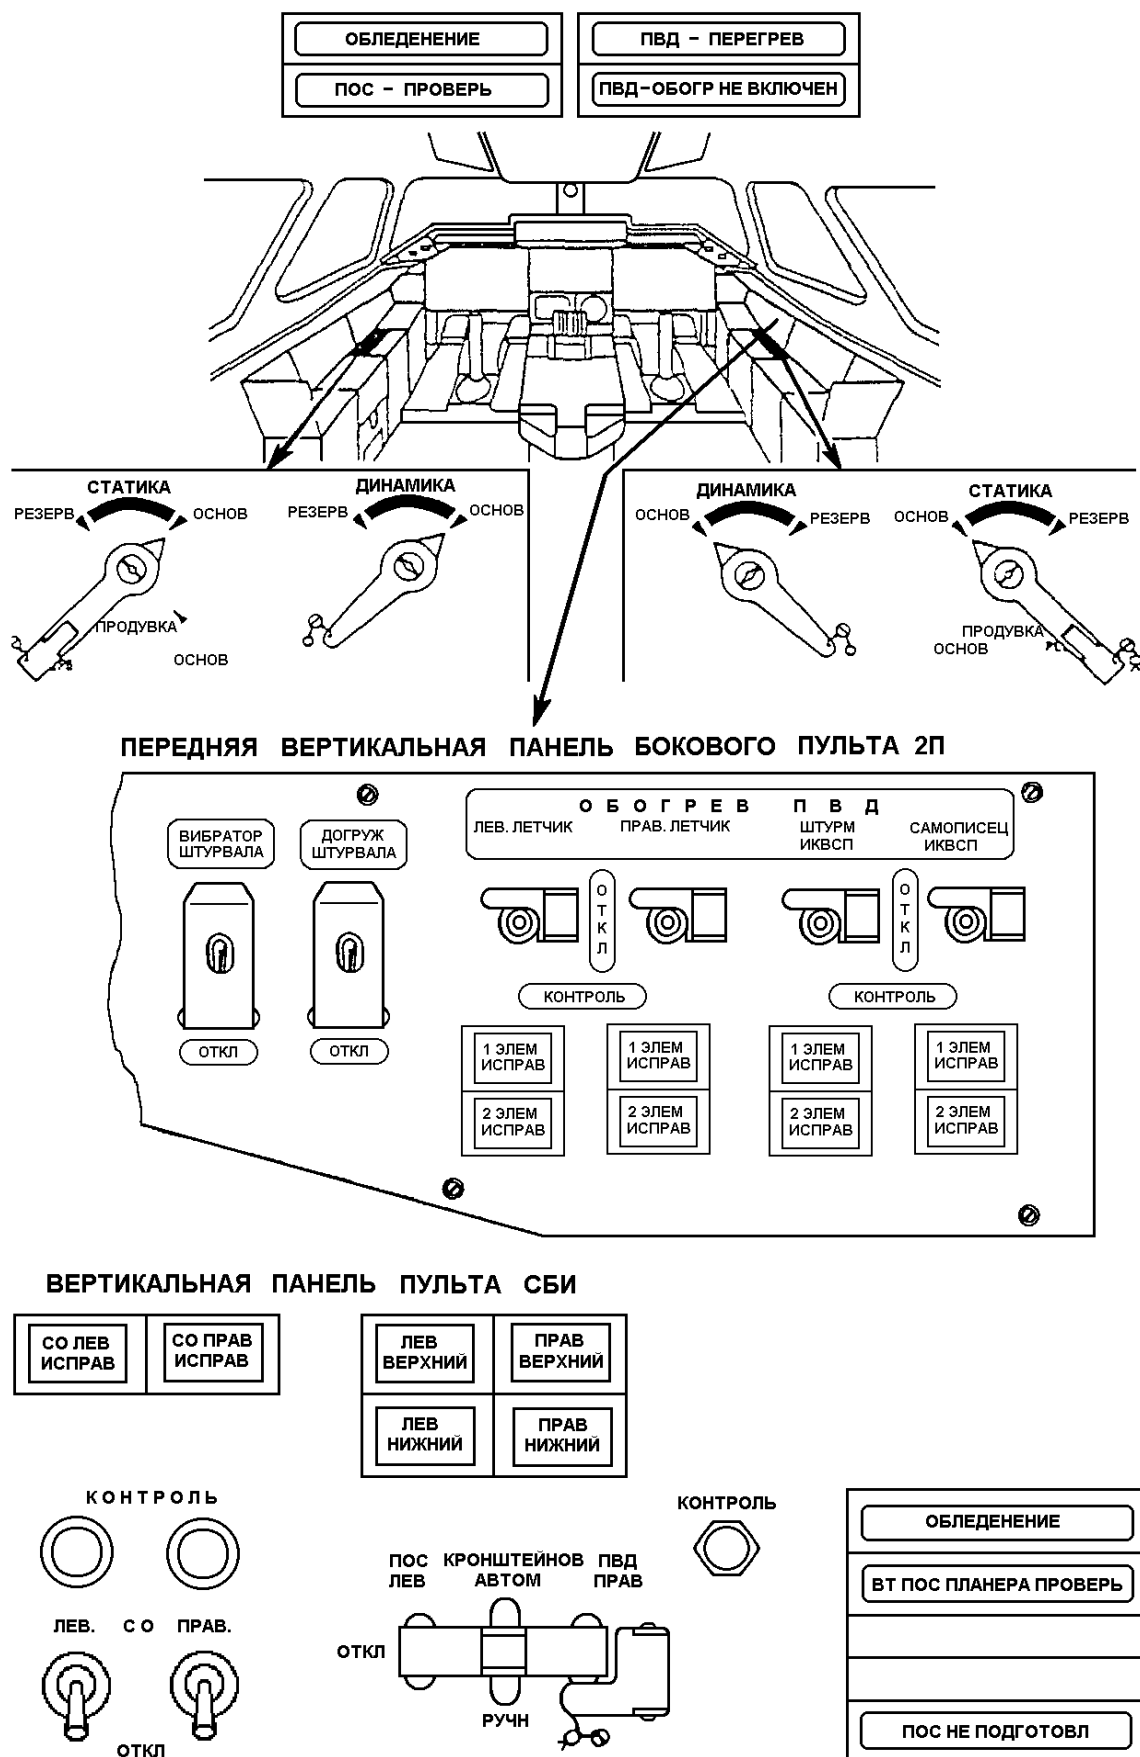 ОБЛЕДЕНЕНИЕ
ПОС - ПРОВЕРЬ
ПВД - ПЕРЕГРЕВ
ПВД-ОБОГР НЕ ВКЛЮЧЕН
СТАТИКА
РЕЗЕРВ
ОСНОВ
ПРОДУВКА
ОСНОВ
ДИНАМИКА
РЕЗЕРВ
ОСНОВ
ДИНАМИКА
ОСНОВ
РЕЗЕРВ
СТАТИКА
ОСНОВ
РЕЗЕРВ
ПРОДУВКА
ОСНОВ
ПЕРЕДНЯЯ ВЕРТИКАЛЬНАЯ ПАНЕЛЬ БОКОВОГО ПУЛЬТА 2П
ВИБРАТОР
ШТУРВАЛА
ДОГРУЖ
ШТУРВАЛА
ОТКЛ
ОТКЛ
ОБОГРЕВ ПВД
ЛЕВ. ЛЕТЧИК
ПРАВ. ЛЕТЧИК
ШТУРМ
ИКВСП
САМОПИСЕЦ
ИКВСП
ОТКЛ
ОТКЛ
КОНТРОЛЬ
КОНТРОЛЬ
1 ЭЛЕМ
ИСПРАВ
2 ЭЛЕМ
ИСПРАВ
1 ЭЛЕМ
ИСПРАВ
2 ЭЛЕМ
ИСПРАВ
1 ЭЛЕМ
ИСПРАВ
2 ЭЛЕМ
ИСПРАВ
1 ЭЛЕМ
ИСПРАВ
2 ЭЛЕМ
ИСПРАВ
ВЕРТИКАЛЬНАЯ ПАНЕЛЬ ПУЛЬТА СБИ
СО ЛЕВ
ИСПРАВ
СО ПРАВ
ИСПРАВ
ЛЕВ
ВЕРХНИЙ
ПРАВ
ВЕРХНИЙ
ЛЕВ
НИЖНИЙ
ПРАВ
НИЖНИЙ
КОНТРОЛЬ
ЛЕВ. СО ПРАВ.
ОТКЛ
ПОС КРОНШТЕЙНОВ ПВД
ЛЕВ АВТОМ ПРАВ
ОТКЛ
РУЧН
КОНТРОЛЬ
ОБЛЕДЕНЕНИЕ
ВТ ПОС ПЛАНЕРА ПРОВЕРЬ
ПОС НЕ ПОДГОТОВЛ